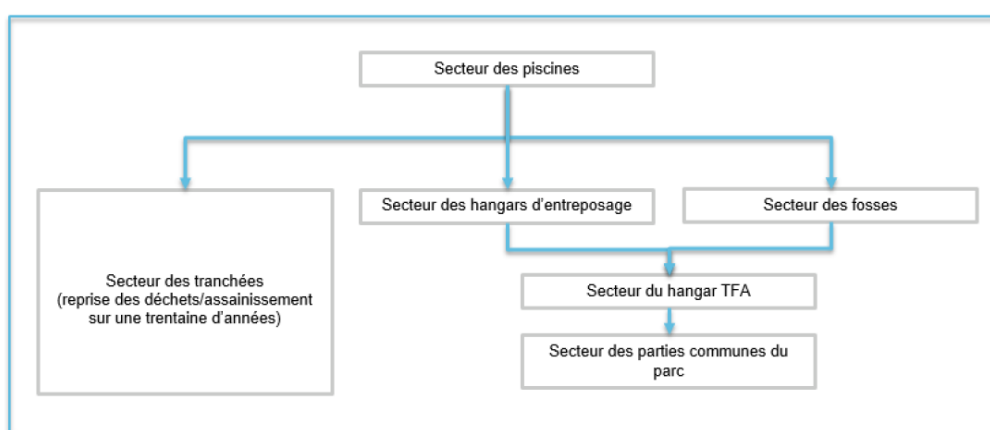 Secteur des piscines
Secteur des tranchées
(reprise des déchets/assainissement
sur une trentaine d'années)
Secteur des hangars d'entreposage
Secteur des fosses
Secteur du hangar TFA
Secteur des parties communes du
parc